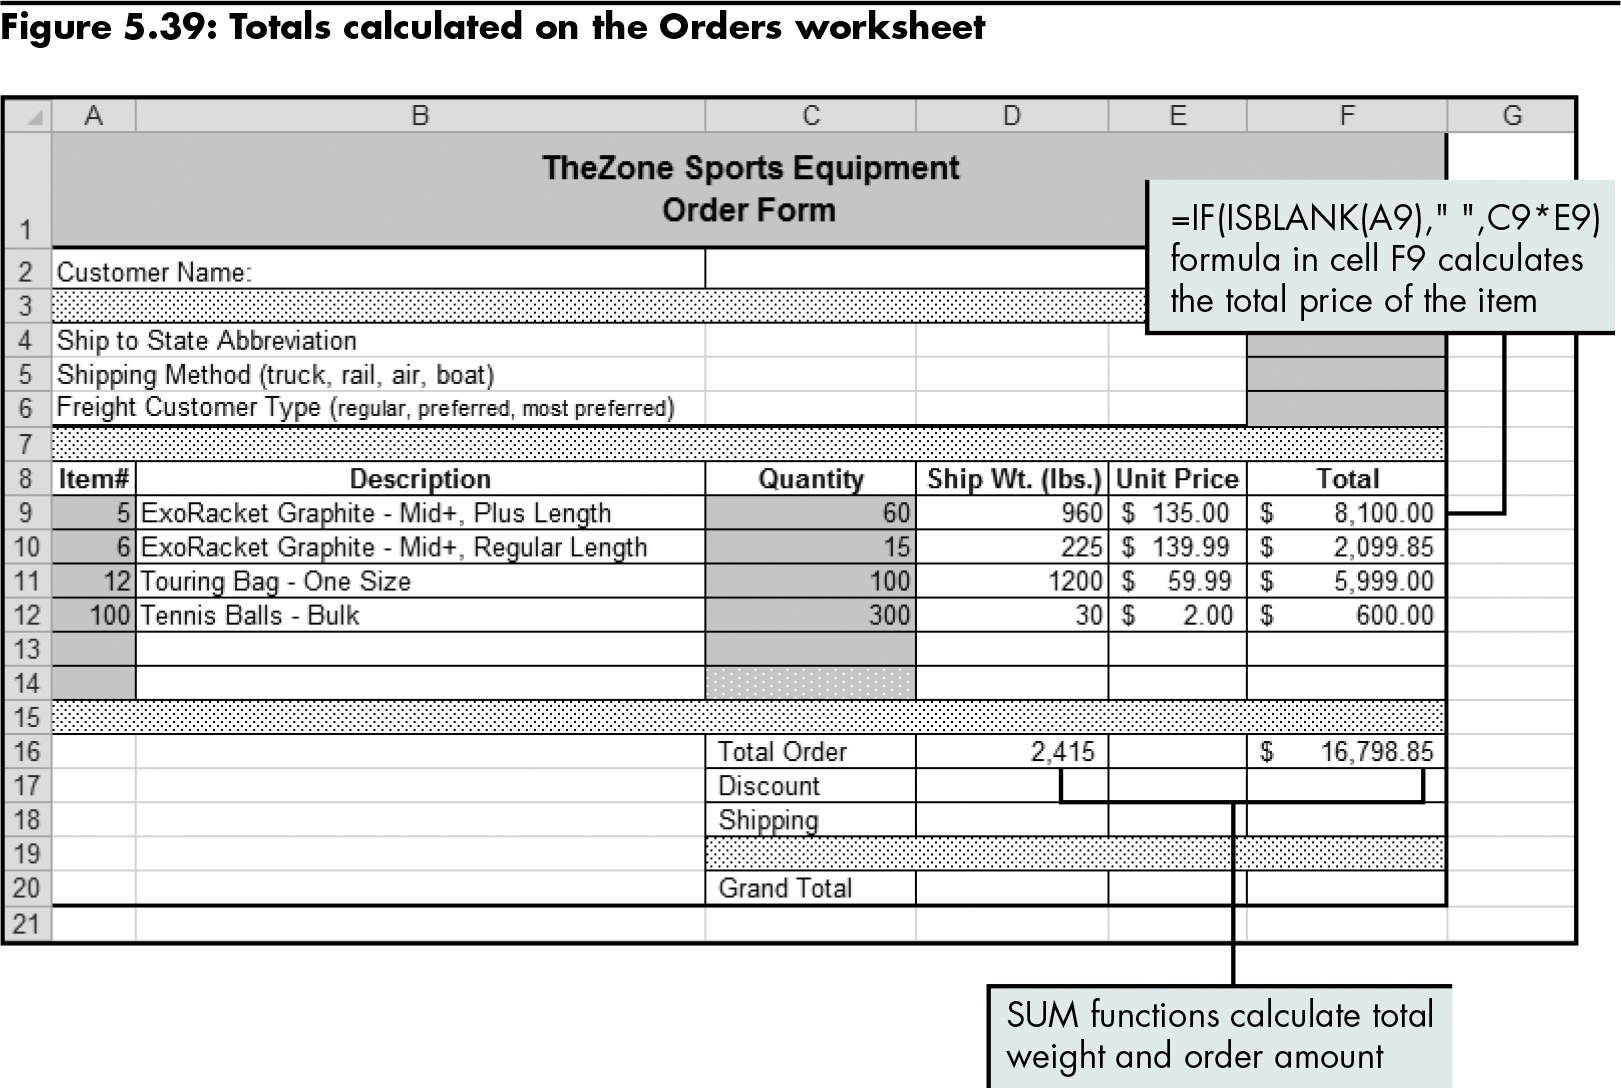 Figure 5.39: Totals calculated on the Orders worksheet
A B C D E F G
TheZone Sports Equipment
Order Form
1
=IF(ISBLANK(A9)," ",C9*E9)
formula in cell F9 calculates
the total price of the item
2 Customer Name:
3
4 Ship to State Abbreviation
5 Shipping Method (truck, rail, air, boat)
6 Freight Customer Type (regular, preferred, most preferred)
7
8 Item# Description Quantity Ship Wt. (lbs.) Unit Price Total
9 5 ExoRacket Graphite - Mid+, Plus Length 60 960 $ 135.00 $ 8,100.00
10 6 ExoRacket Graphite - Mid+, Regular Length 15 225 $ 139.99 $ 2,099.85
11 12 Touring Bag - One Size 100 1200 $ 59.99 $ 5,999.00
12 100 Tennis Balls - Bulk 300 30 $ 2.00 $ 600.00
13
14
15
16 Total Order 2,415 $ 16,798.85
17 Discount
18 Shipping
19
20 Grand Total
21
SUM functions calculate total
weight and order amount